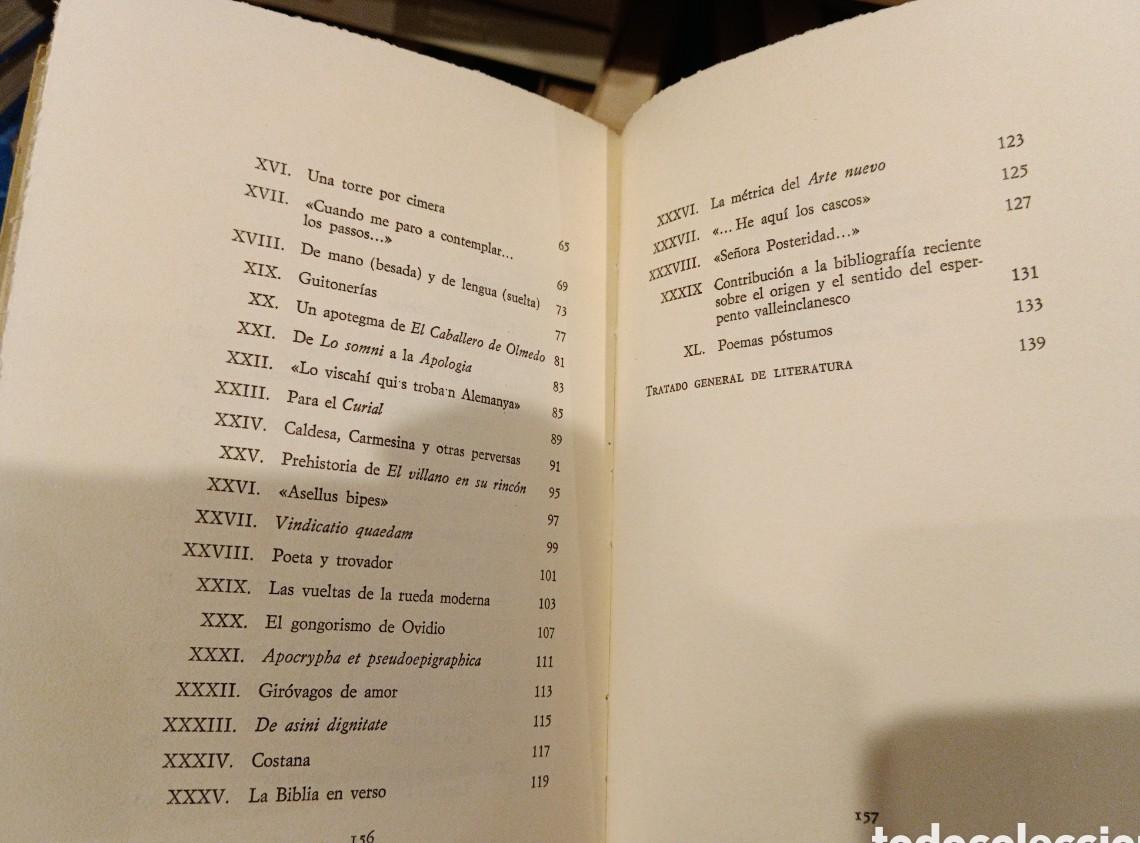 XVI. Una torre por cimera 65
XVII. «Cuando me paro a contemplar...
los passos...» 69
XVIII. De mano (besada) y de lengua (suelta) 73
XIX. Guitonerías 77
XX. Un apotegma de El Caballero de Olmedo 81
XXI. De Lo somni a la Apologia 83
XXII. «Lo viscahí qui·s troba·n Alemanya» 85
XXIII. Para el Curial 89
XXIV. Caldesa, Carmesina y otras perversas 91
XXV. Prehistoria de El villano en su rincón 95
XXVI. «Asellus bipes» 97
XXVII. Vindicatio quaedam 99
XXVIII. Poeta y trovador 101
XXIX. Las vueltas de la rueda moderna 103
XXX. El gongorismo de Ovidio 107
XXXI. Apocrypha et pseudoepigraphica 111
XXXII. Giróvagos de amor 113
XXXIII. De asini dignitate 115
XXXIV. Costana 117
XXXV. La Biblia en verso 119
156
XXXVI. La métrica del Arte nuevo 123
XXXVII. «... He aquí los cascos» 125
XXXVIII. «Señora Posteridad...» 127
XXXIX Contribución a la bibliografía reciente
sobre el origen y el sentido del esper-
pento valleinclanesco 131
XL. Poemas póstumos 133
TRATADO GENERAL DE LITERATURA 139
157